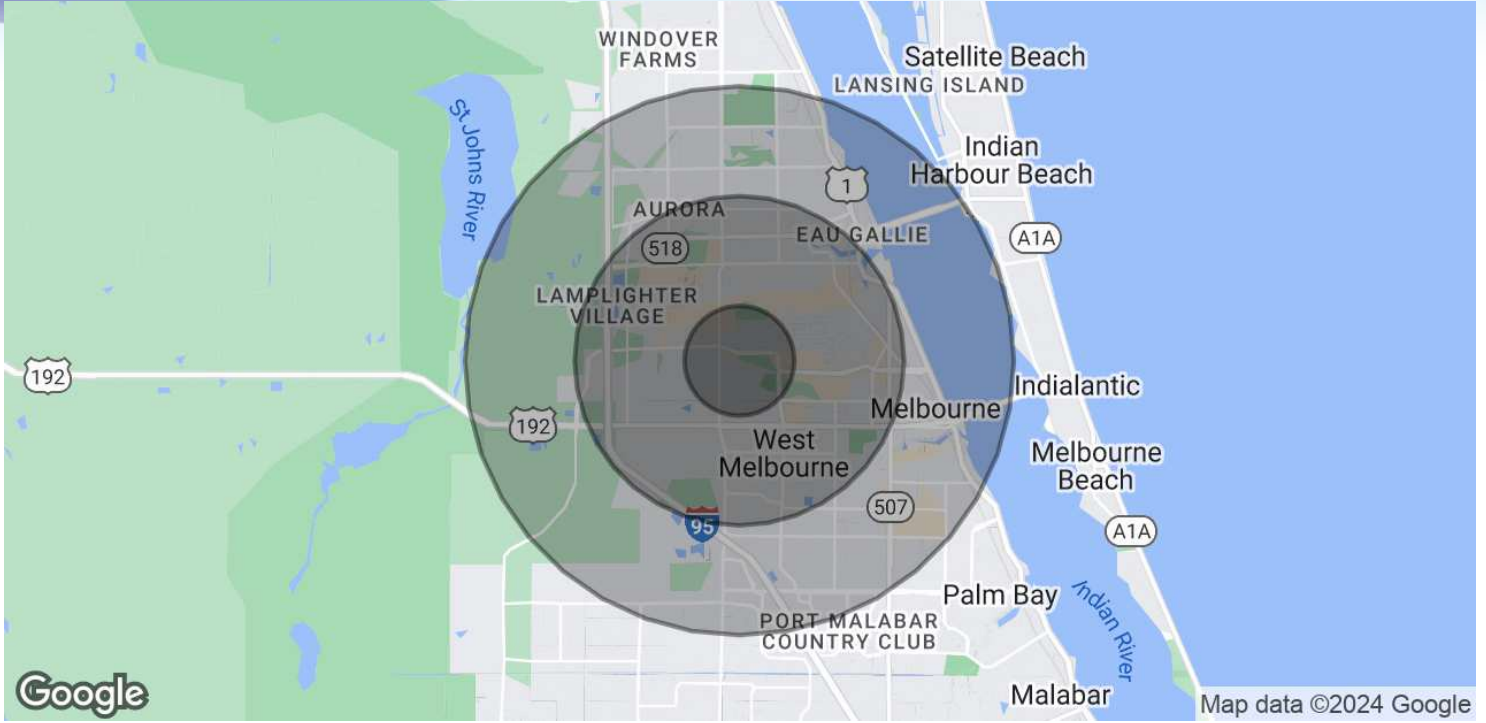 WINDOVER
FARMS
Satellite Beach
LANSING ISLAND
St Johns River
Indian
Harbour Beach
1
AURORA
EAU GALLIE
A1A
518
LAMPLIGHTER
VILLAGE
192
Indialantic
192
Melbourne
West
Melbourne
Melbourne
Beach
507
95
A1A
Palm Bay
Indian River
PORT MALABAR
COUNTRY CLUB
Malabar
Google
Map data ©2024 Google